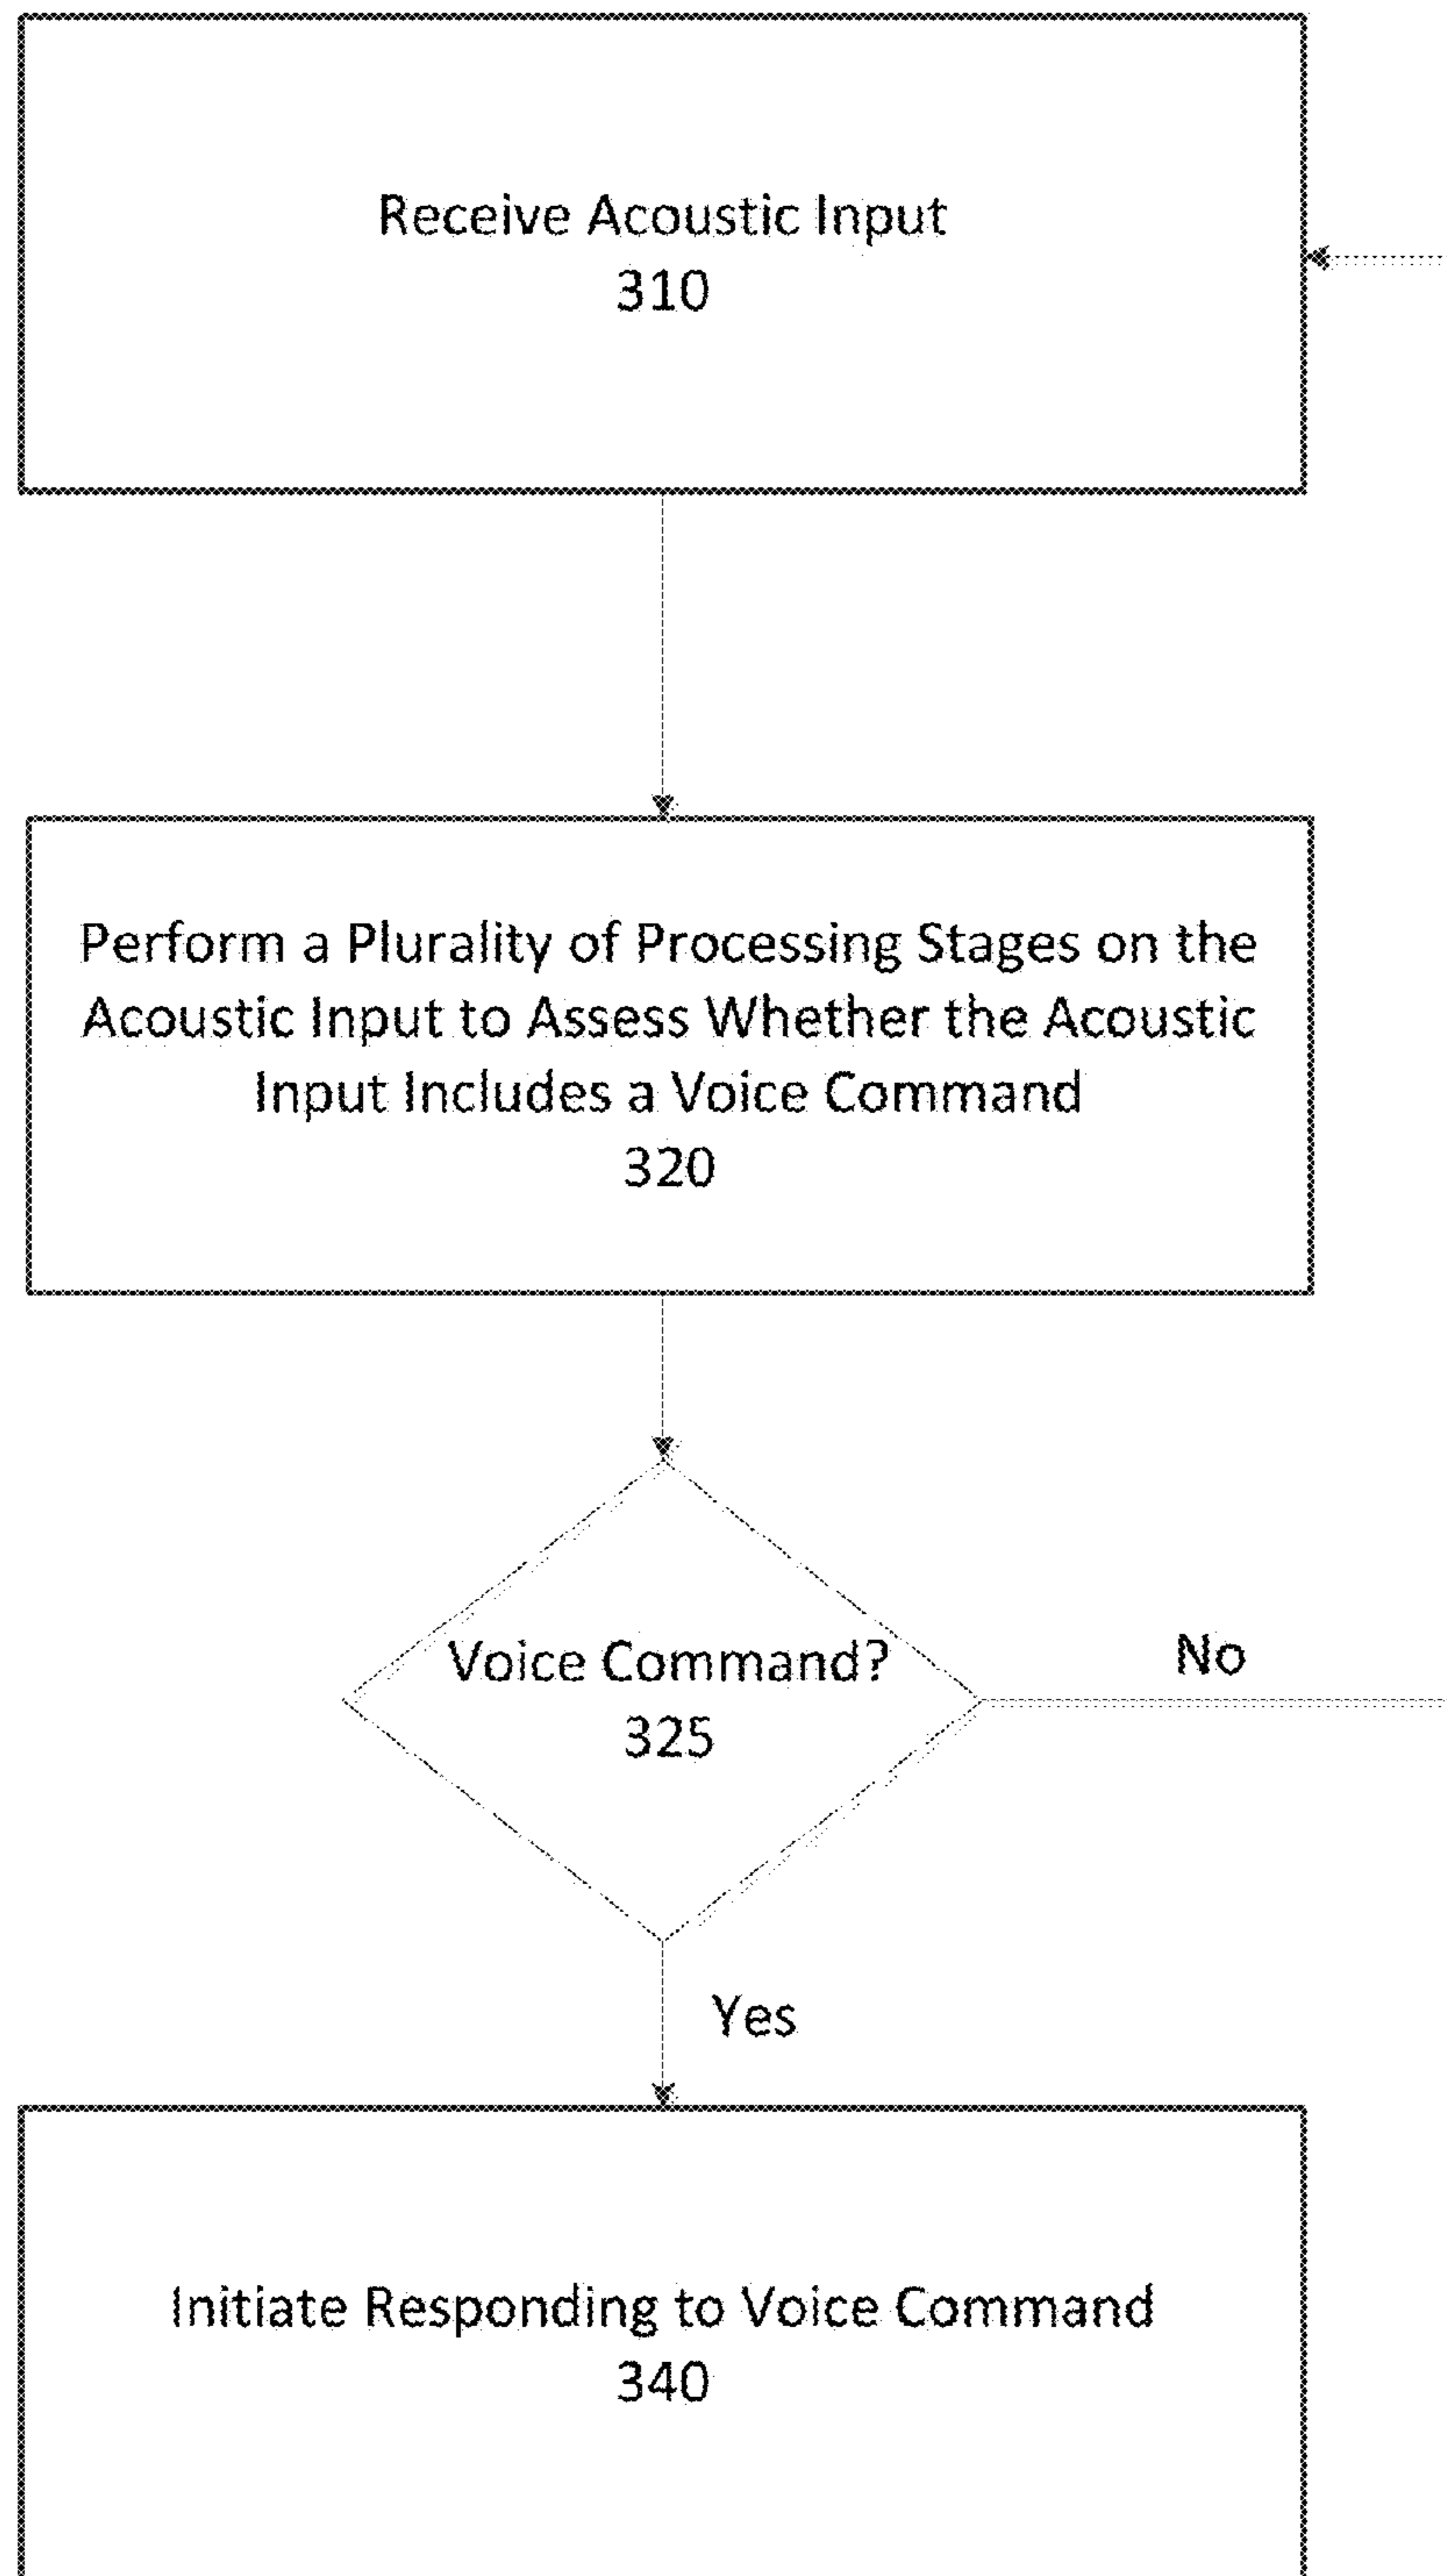 Receive Acoustic Input
310
Perform a Plurality of Processing Stages on the
Acoustic Input to Assess Whether the Acoustic
Input Includes a Voice Command
320
Voice Command?
325
No
Yes
Initiate Responding to Voice Command
340